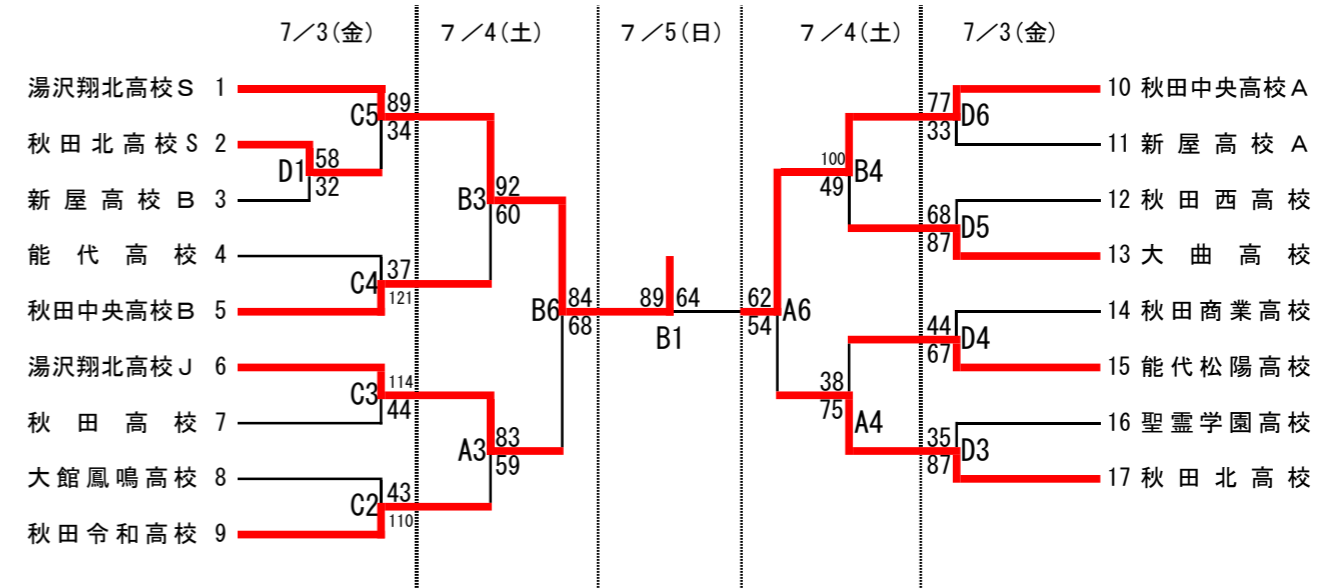 7/3(金) 7/4(土) 7/5(日) 7/4(土) 7/3(金)
湯沢翔北高校S 1
秋田北高校S 2
新屋高校B 3
能代高校 4
秋田中央高校B 5
湯沢翔北高校J 6
秋田高校 7
大館鳳鳴高校 8
秋田令和高校 9
D1 58 32
C5 89 34
C4 37 121
C3 114 44
C2 43 110
B3 92 60
A3 83 59
B6 84 68
89 64
B1
62 54 A6
100 49 B4
38 75 A4
77 33 D6
68 87 D5
44 67 D4
35 87 D3
10 秋田中央高校A
11 新屋高校A
12 秋田西高校
13 大曲高校
14 秋田商業高校
15 能代松陽高校
16 聖霊学園高校
17 秋田北高校